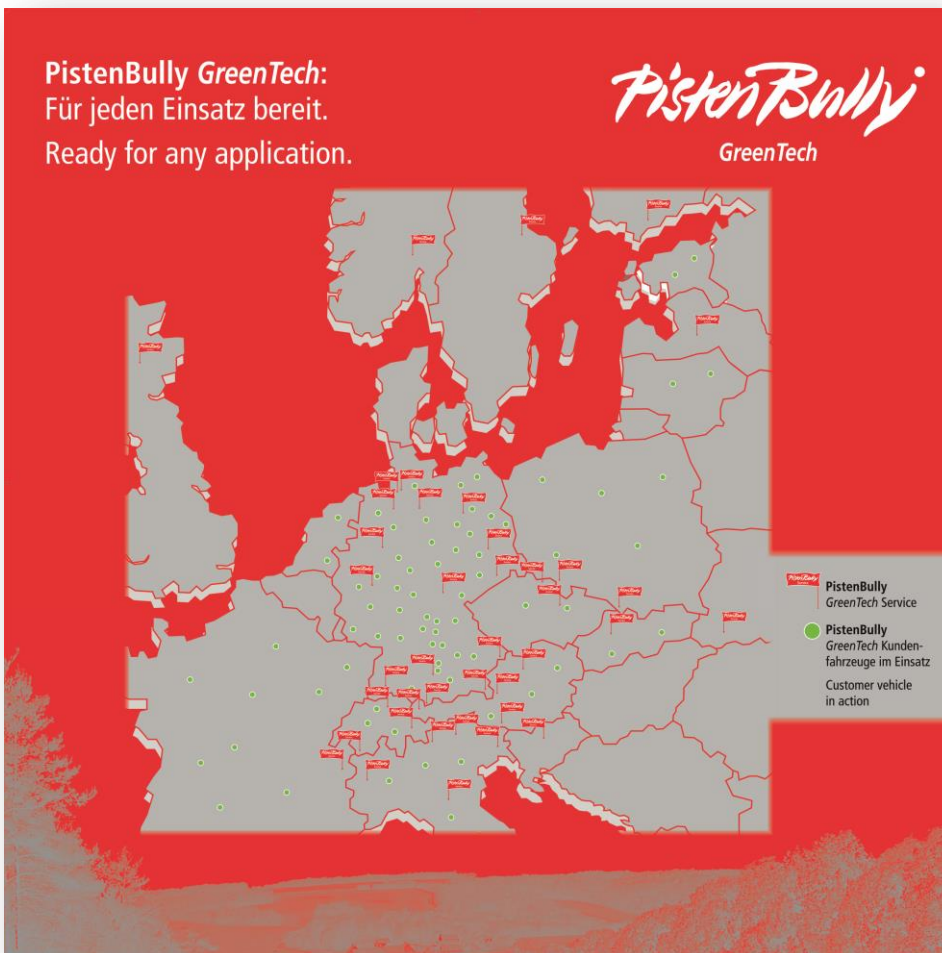 PistenBully GreenTech:
Für jeden Einsatz bereit.
Ready for any application.
PistenBully
GreenTech
PistenBully
GreenTech Service
PistenBully
GreenTech Kunden-
fahrzeuge im Einsatz
Customer vehicle
in action